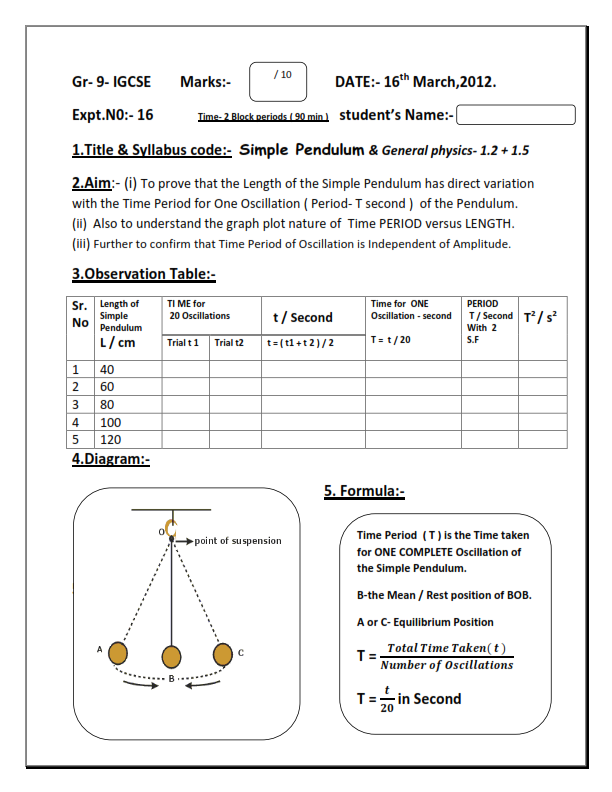 / 10
Gr- 9- IGCSE Marks:- DATE:- 16th March,2012.
Expt.N0:- 16 Time- 2 Block periods ( 90 min ) student's Name:-
1.Title & Syllabus code:- Simple Pendulum & General physics- 1.2 + 1.5
2.Aim:- (i) To prove that the Length of the Simple Pendulum has direct variation
with the Time Period for One Oscillation ( Period- T second ) of the Pendulum.
(ii) Also to understand the graph plot nature of Time PERIOD versus LENGTH.
(iii) Further to confirm that Time Period of Oscillation is Independent of Amplitude.
3.Observation Table:-
Sr. No
Length of Simple Pendulum L / cm
TI ME for 20 Oscillations
Trial t 1
Trial t2
t / Second
t = ( t1 + t 2 ) / 2
Time for ONE Oscillation - second T = t / 20
PERIOD T / Second With 2 S.F
T² / s²
1 40
2 60
3 80
4 100
5 120
4.Diagram:-
O
point of suspension
A
C
B
5. Formula:-
Time Period ( T ) is the Time taken
for ONE COMPLETE Oscillation of
the Simple Pendulum.
B-the Mean / Rest position of BOB.
A or C- Equilibrium Position
T = Total Time Taken( t ) / Number of Oscillations
T = t / 20 in Second